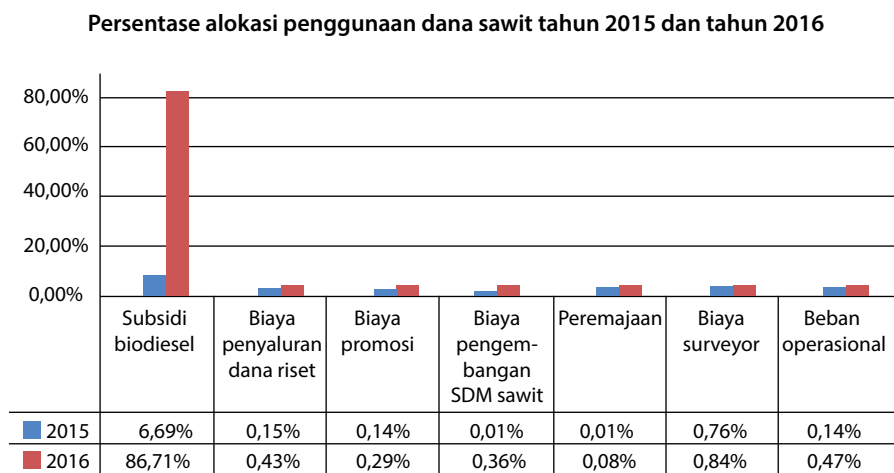 Persentase alokasi penggunaan dana sawit tahun 2015 dan tahun 2016
80,00%
60,00%
40,00%
20,00%
0,00%
Subsidi biodiesel
Biaya penyaluran dana riset
Biaya promosi
Biaya pengem-bangan SDM sawit
Peremajaan
Biaya surveyor
Beban operasional
2015 6,69% 0,15% 0,14% 0,01% 0,01% 0,76% 0,14%
2016 86,71% 0,43% 0,29% 0,36% 0,08% 0,84% 0,47%